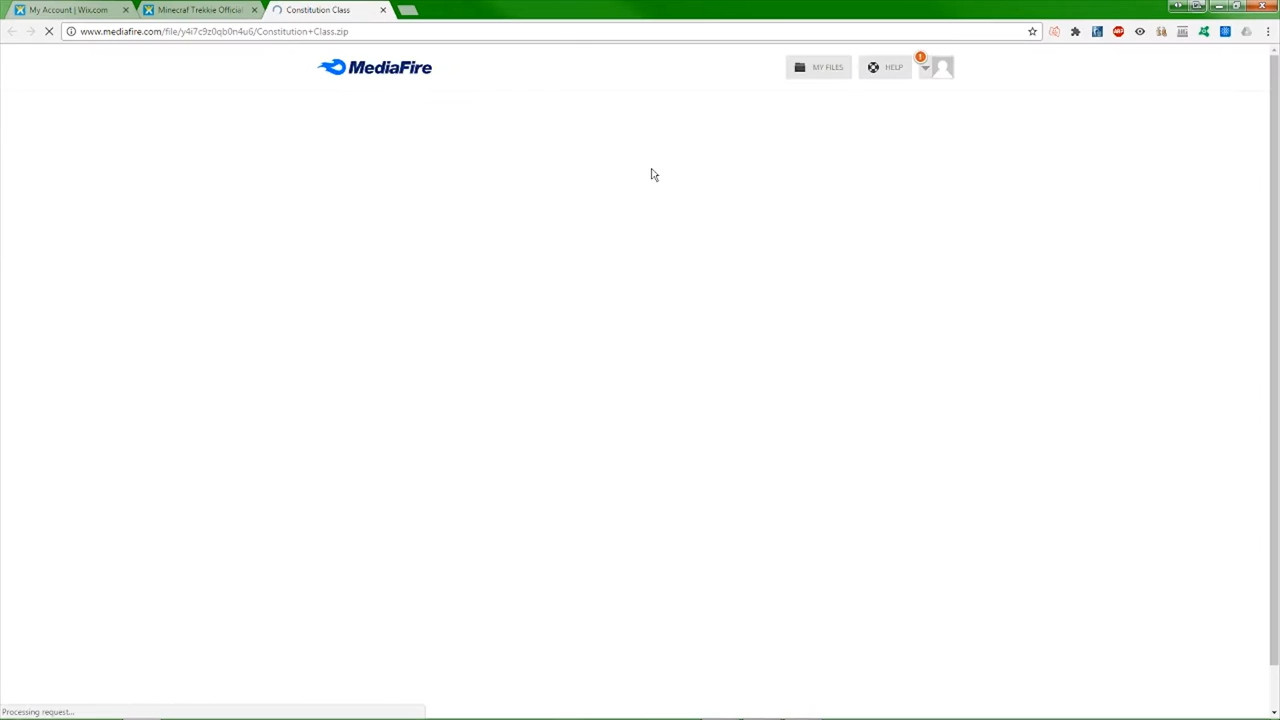 My Account | Wix.com
Minecraf Trekkie Official
Constitution Class
www.mediafire.com/file/y4i7c9z0qb0n4u6/Constitution+Class.zip
MediaFire
MY FILES
HELP
1
Processing request...